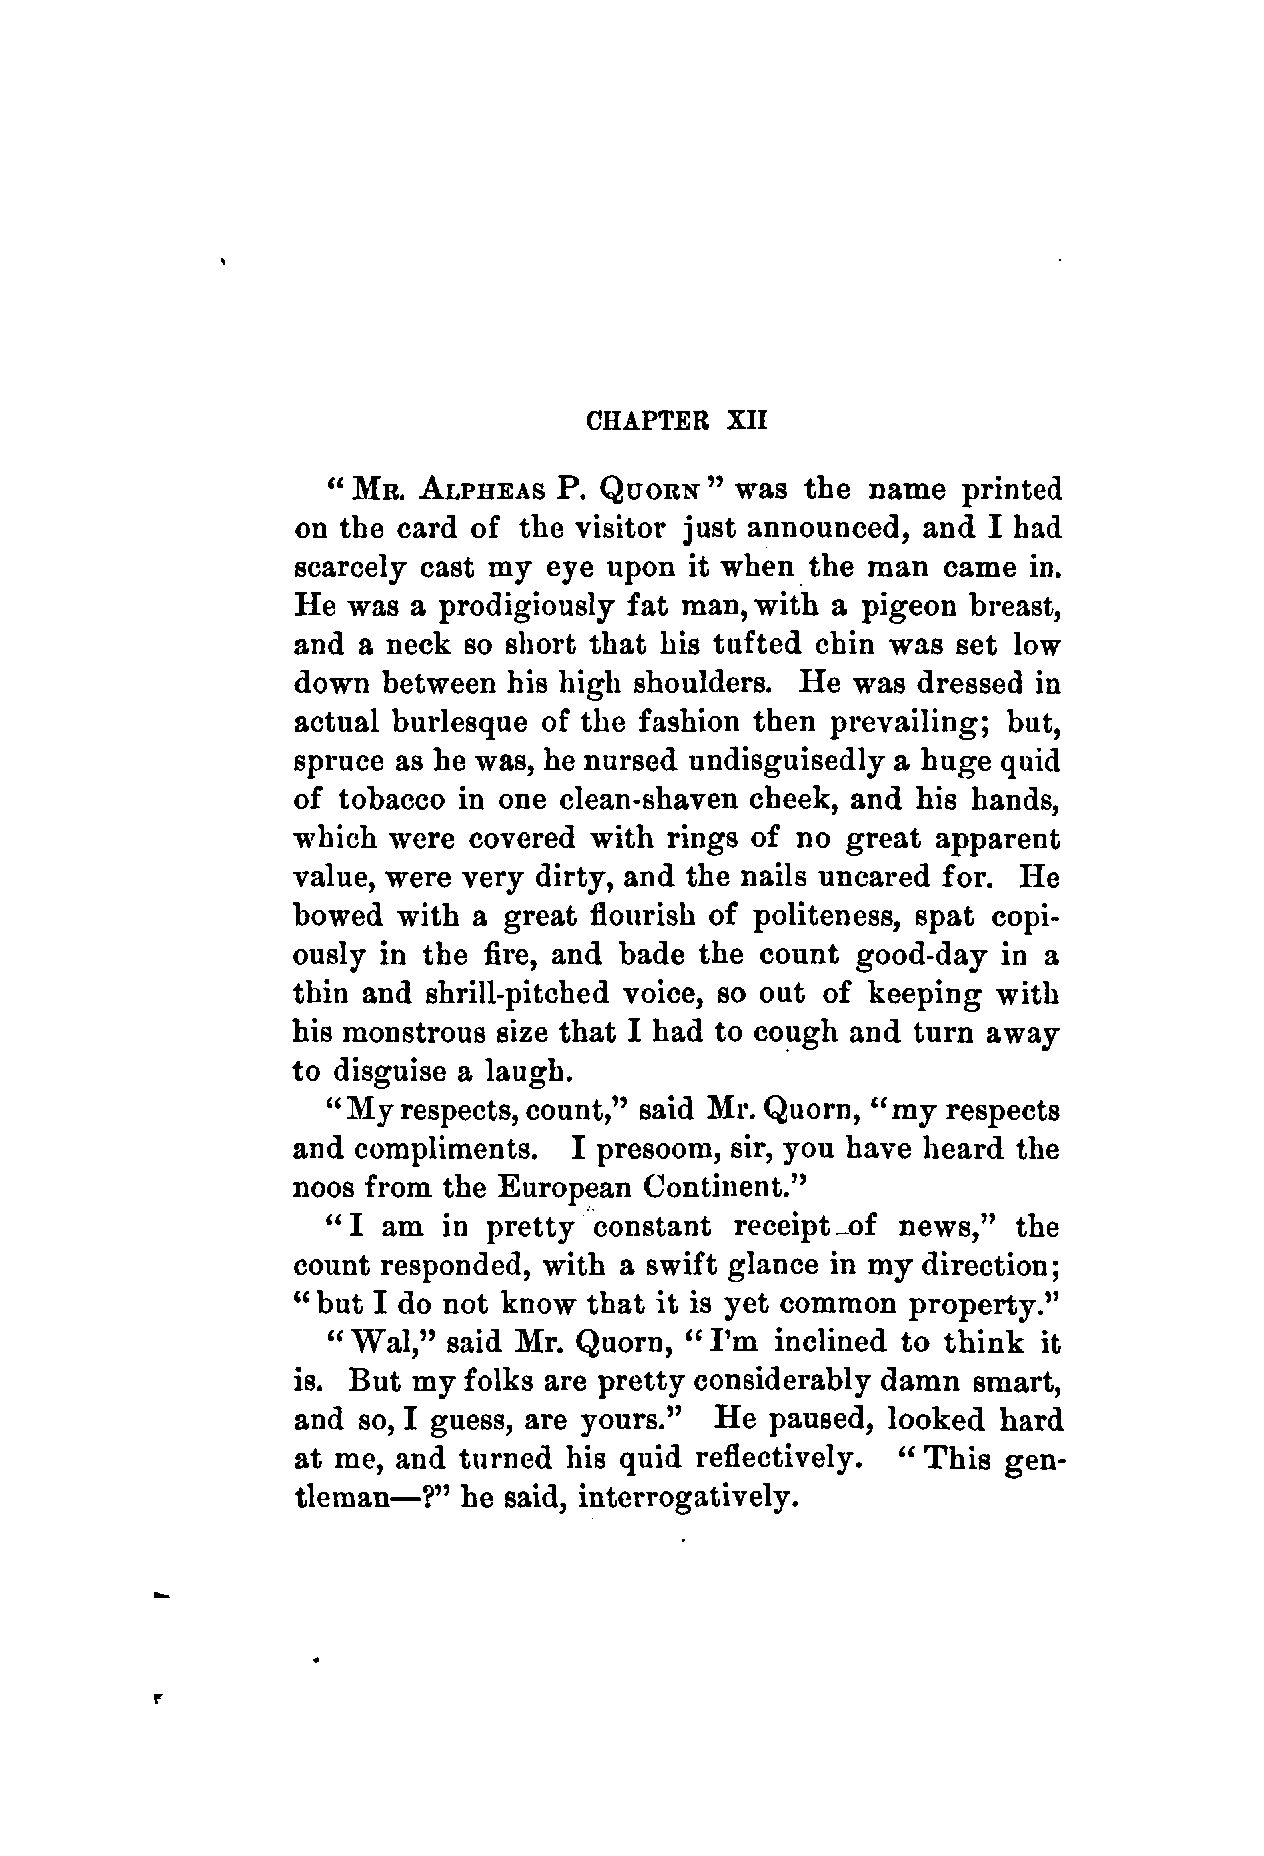 CHAPTER XII
“ Mr. Alpheas P. Quorn ” was the name printed
on the card of the visitor just announced, and I had
scarcely cast my eye upon it when the man came in.
He was a prodigiously fat man, with a pigeon breast,
and a neck so short that his tufted chin was set low
down between his high shoulders. He was dressed in
actual burlesque of the fashion then prevailing; but,
spruce as he was, he nursed undisguisedly a huge quid
of tobacco in one clean-shaven cheek, and his hands,
which were covered with rings of no great apparent
value, were very dirty, and the nails uncared for. He
bowed with a great flourish of politeness, spat copi-
ously in the fire, and bade the count good-day in a
thin and shrill-pitched voice, so out of keeping with
his monstrous size that I had to cough and turn away
to disguise a laugh.
“My respects, count,” said Mr. Quorn, “my respects
and compliments. I presoom, sir, you have heard the
noos from the European Continent.”
“I am in pretty constant receipt of news,” the
count responded, with a swift glance in my direction;
“but I do not know that it is yet common property.”
“Wal,” said Mr. Quorn, “I'm inclined to think it
is. But my folks are pretty considerably damn smart,
and so, I guess, are yours.” He paused, looked hard
at me, and turned his quid reflectively. “This gen-
tleman—?” he said, interrogatively.